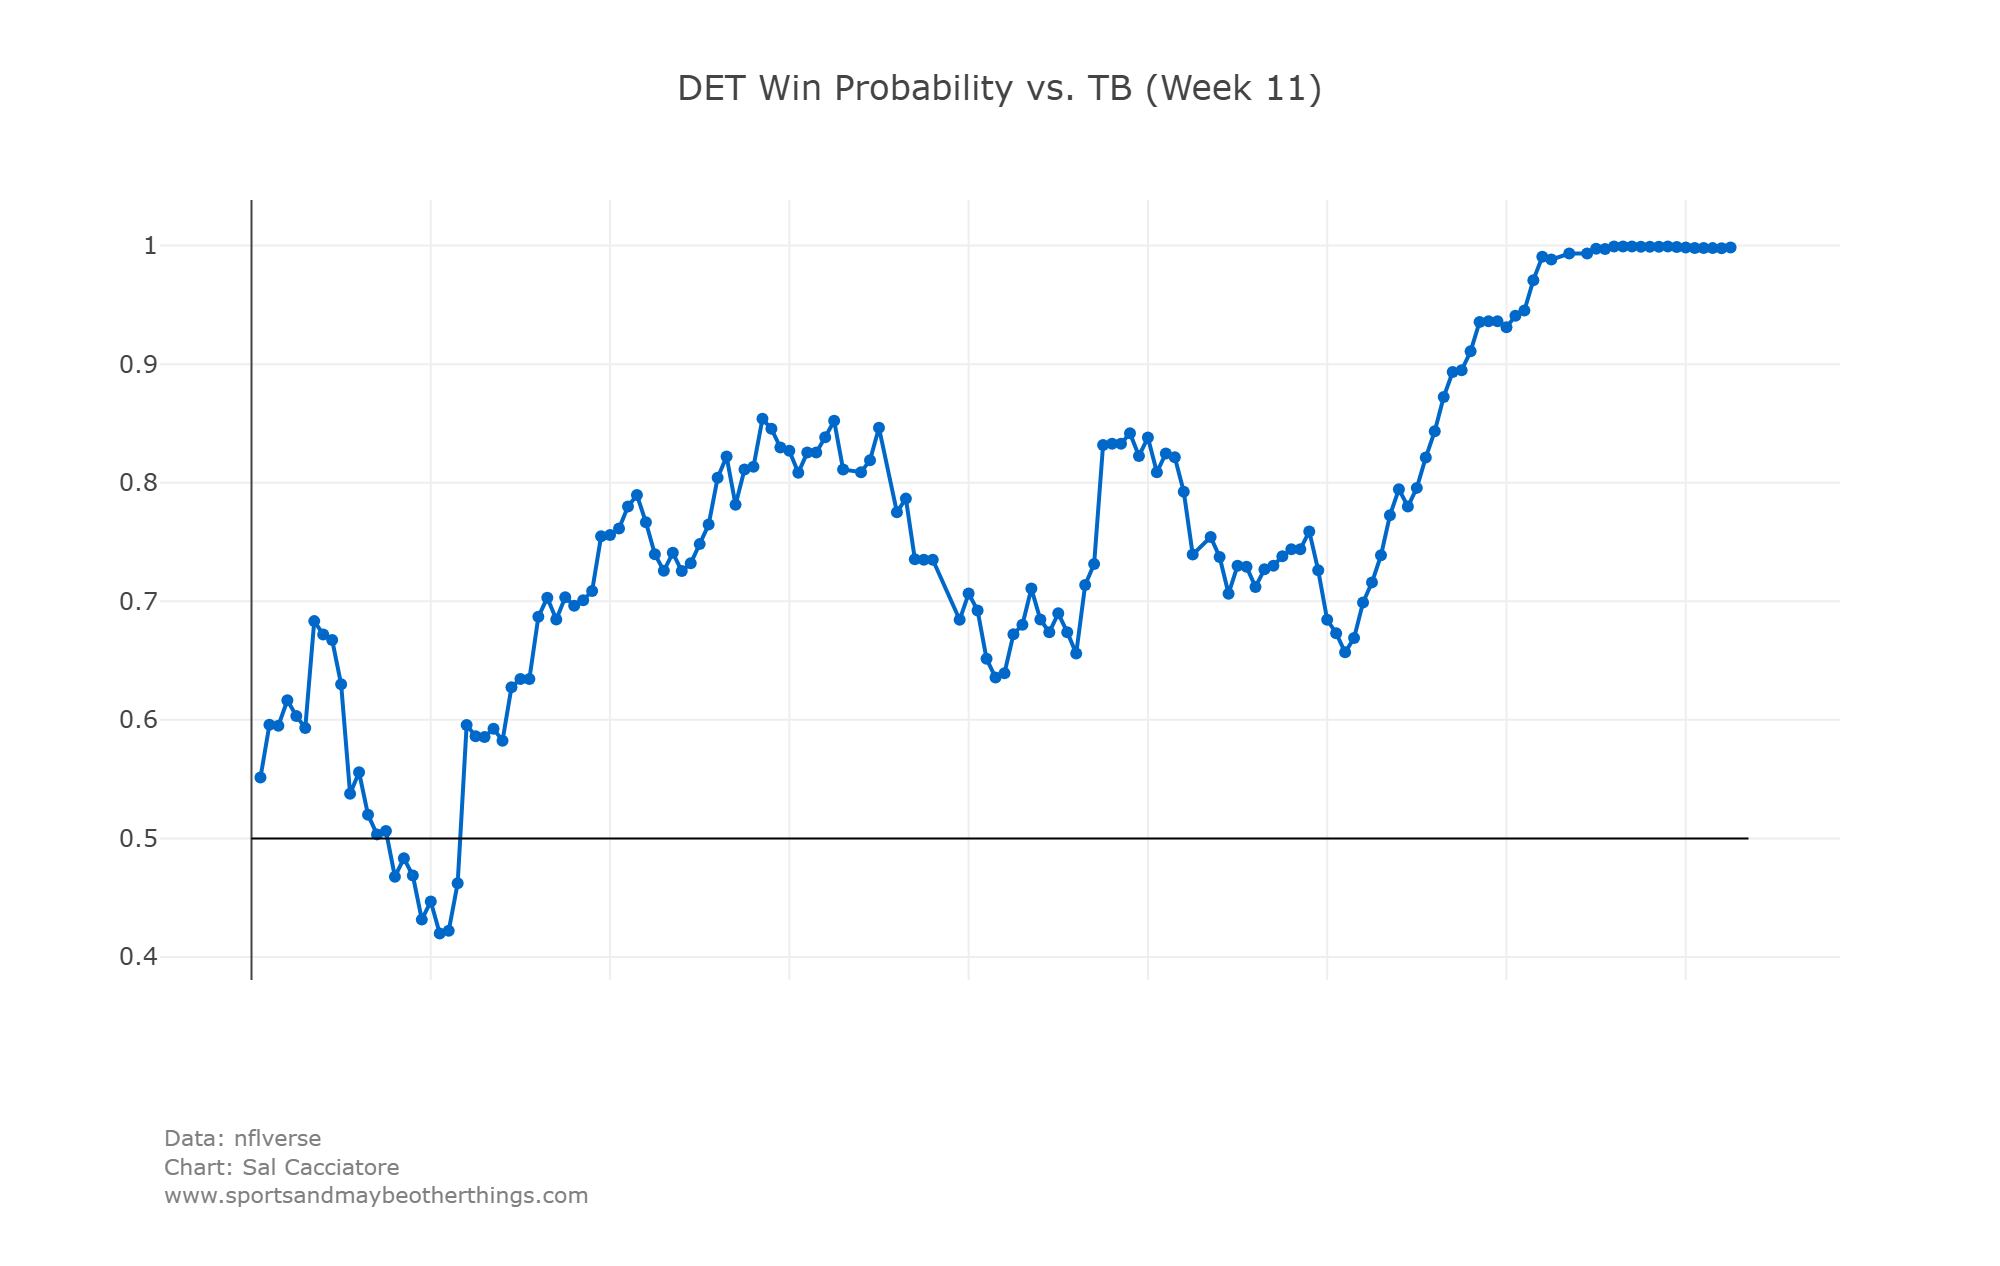 DET Win Probability vs. TB (Week 11)
1
0.9
0.8
0.7
0.6
0.5
0.4
Data: nflverse
Chart: Sal Cacciatore
www.sportsandmaybeotherthings.com